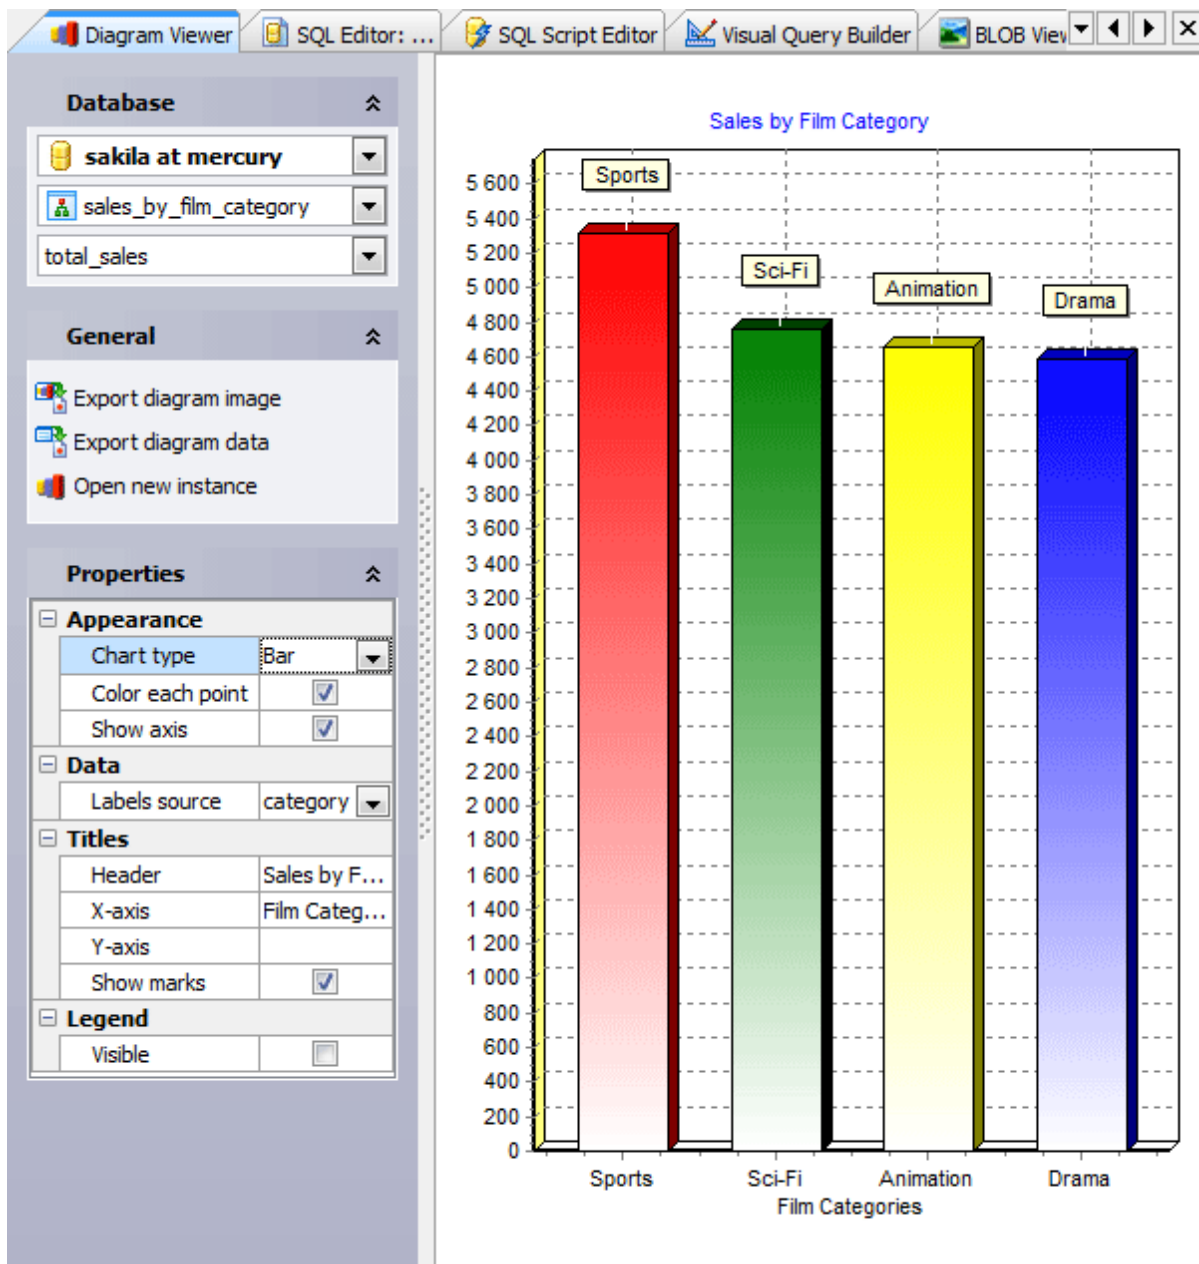 Diagram Viewer
SQL Editor: ...
SQL Script Editor
Visual Query Builder
BLOB View
Database
sakila at mercury
sales_by_film_category
total_sales
General
Export diagram image
Export diagram data
Open new instance
Properties
Appearance
Chart type Bar
Color each point
Show axis
Data
Labels source category
Titles
Header Sales by F...
X-axis Film Categ...
Y-axis
Show marks
Legend
Visible
Sales by Film Category
Sports
Sci-Fi
Animation
Drama
5 600
5 400
5 200
5 000
4 800
4 600
4 400
4 200
4 000
3 800
3 600
3 400
3 200
3 000
2 800
2 600
2 400
2 200
2 000
1 800
1 600
1 400
1 200
1 000
800
600
400
200
0
Sports Sci-Fi Animation Drama
Film Categories